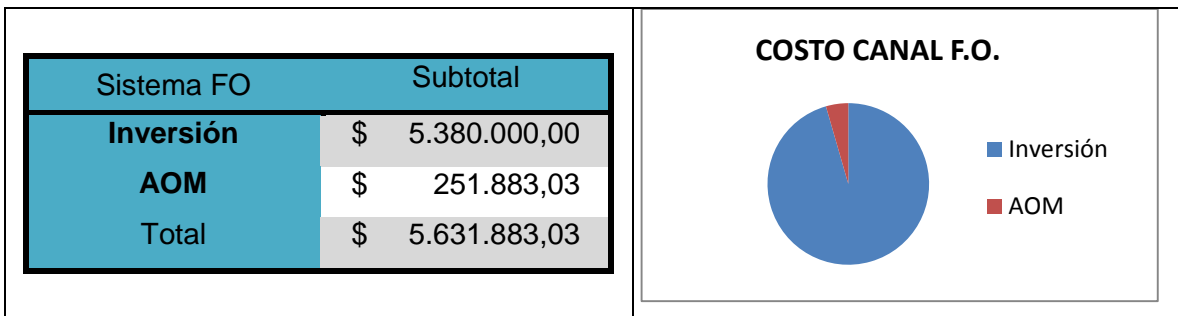 Sistema FO Subtotal
Inversión $ 5.380.000,00
AOM $ 251.883,03
Total $ 5.631.883,03
COSTO CANAL F.O.
Inversión
AOM